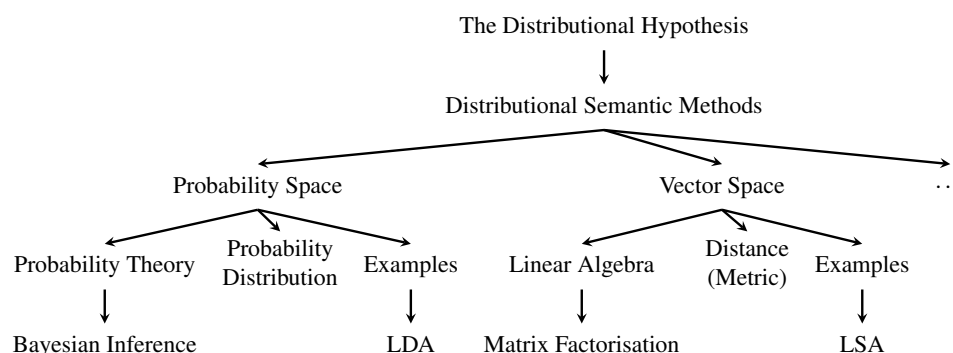 The Distributional Hypothesis
Distributional Semantic Methods
Probability Space
Vector Space
..
Probability Theory
Probability
Distribution
Examples
Linear Algebra
Distance
(Metric)
Examples
Bayesian Inference
LDA
Matrix Factorisation
LSA